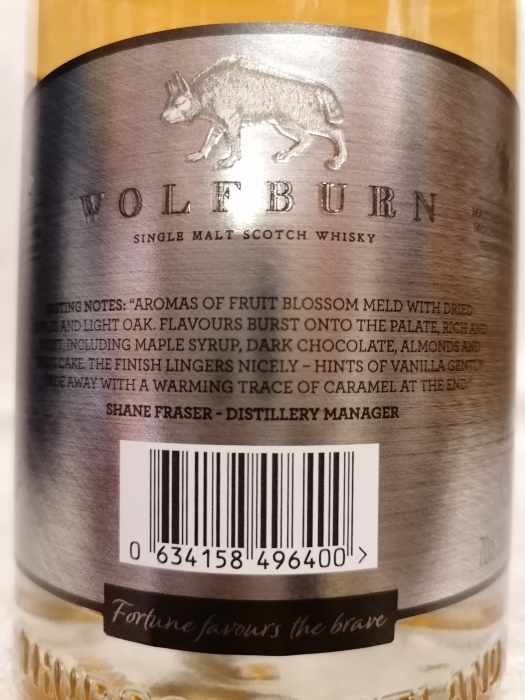 WOLFBURN
SINGLE MALT SCOTCH WHISKY
TASTING NOTES: “AROMAS OF FRUIT BLOSSOM MELD WITH DRIED
AND LIGHT OAK. FLAVOURS BURST ONTO THE PALATE, RICH AND
INCLUDING MAPLE SYRUP, DARK CHOCOLATE, ALMONDS AND
CAKE. THE FINISH LINGERS NICELY – HINTS OF VANILLA GENTLY
AWAY WITH A WARMING TRACE OF CARAMEL AT THE END.”
SHANE FRASER - DISTILLERY MANAGER
0 634158 496400 >
Fortune favours the brave